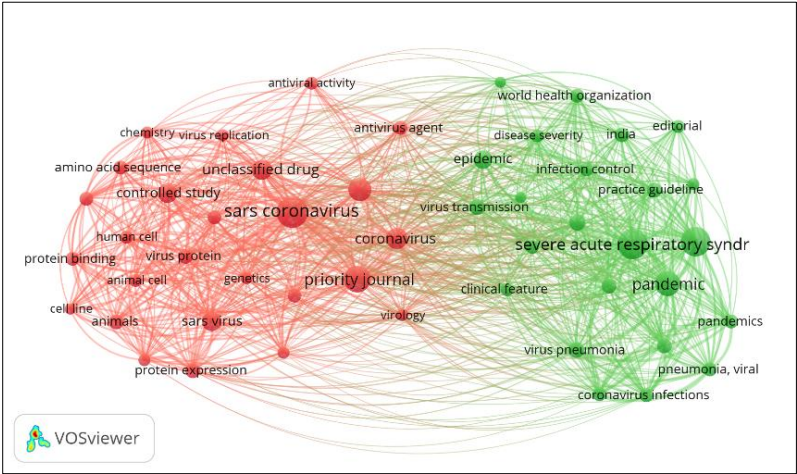 antiviral activity
world health organization
chemistry
virus replication
antivirus agent
disease severity
india
editorial
amino acid sequence
unclassified drug
epidemic
infection control
controlled study
practice guideline
sars coronavirus
virus transmission
human cell
coronavirus
severe acute respiratory syndr
protein binding
virus protein
animal cell
genetics
priority journal
clinical feature
pandemic
cell line
animals
sars virus
virology
pandemics
virus pneumonia
protein expression
pneumonia, viral
coronavirus infections
VOSviewer